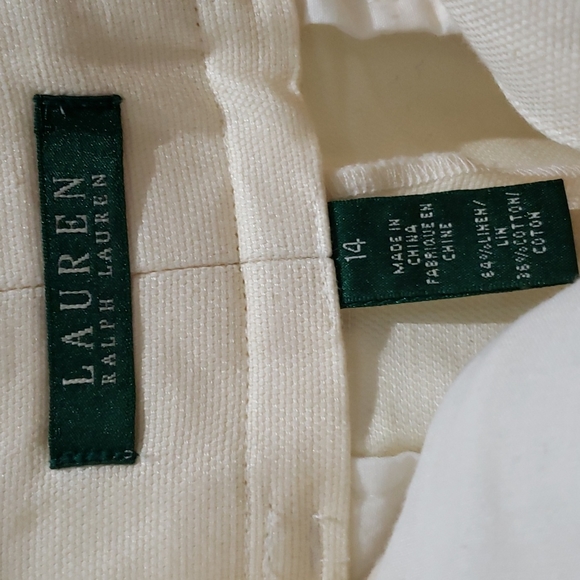 LAUREN
RALPH LAUREN
14
MADE IN
CHINA
FABRIQUE EN
CHINE
64%LINEN/
LIN
36%COTTON/
COTON